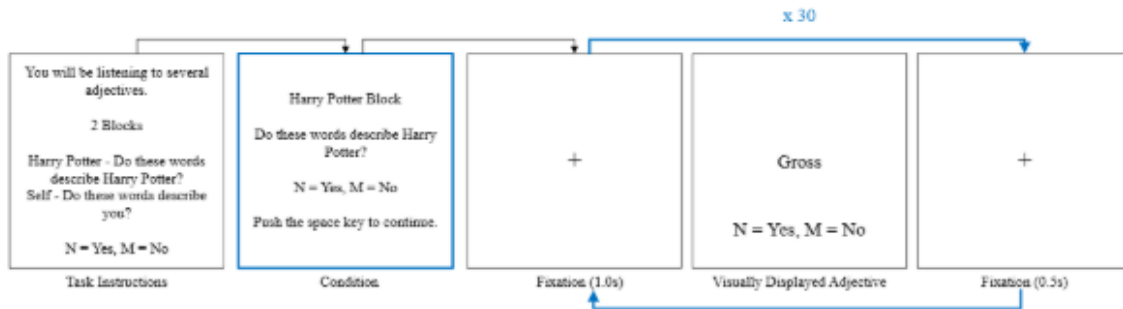 x 30
You will be listening to several
adjectives.
2 Blocks
Harry Potter - Do these words
describe Harry Potter?
Self - Do these words describe
you?
N = Yes, M = No
Task Instructions
Harry Potter Block
Do these words describe Harry
Potter?
N = Yes, M = No
Push the space key to continue.
Condition
+
Fixation (1.0s)
Gross
N = Yes, M = No
Visually Displayed Adjective
+
Fixation (0.5s)